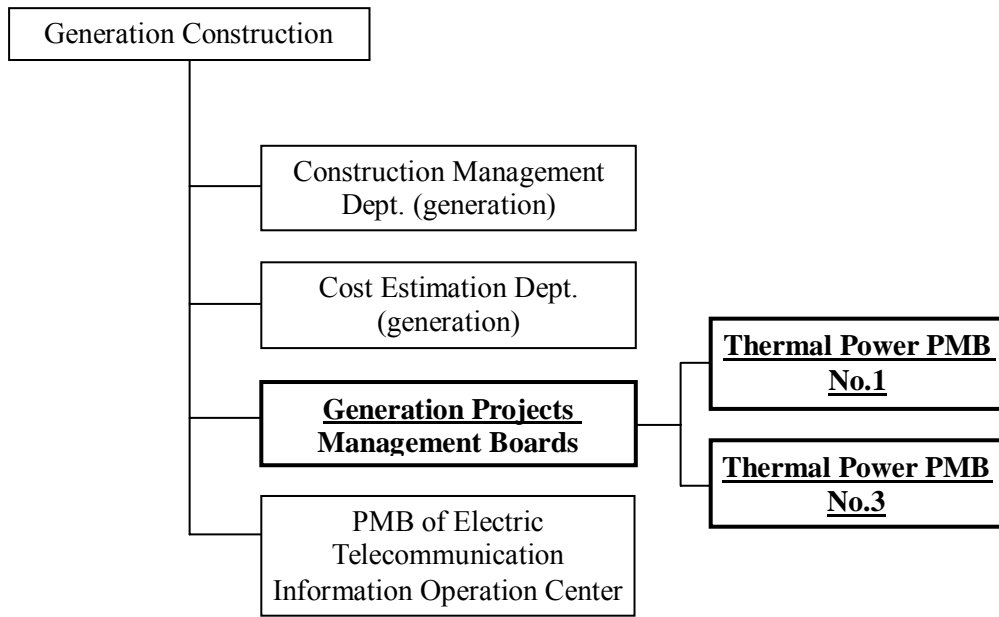 Generation Construction
Construction Management
Dept. (generation)
Cost Estimation Dept.
(generation)
Generation Projects
Management Boards
Thermal Power PMB
No.1
Thermal Power PMB
No.3
PMB of Electric
Telecommunication
Information Operation Center